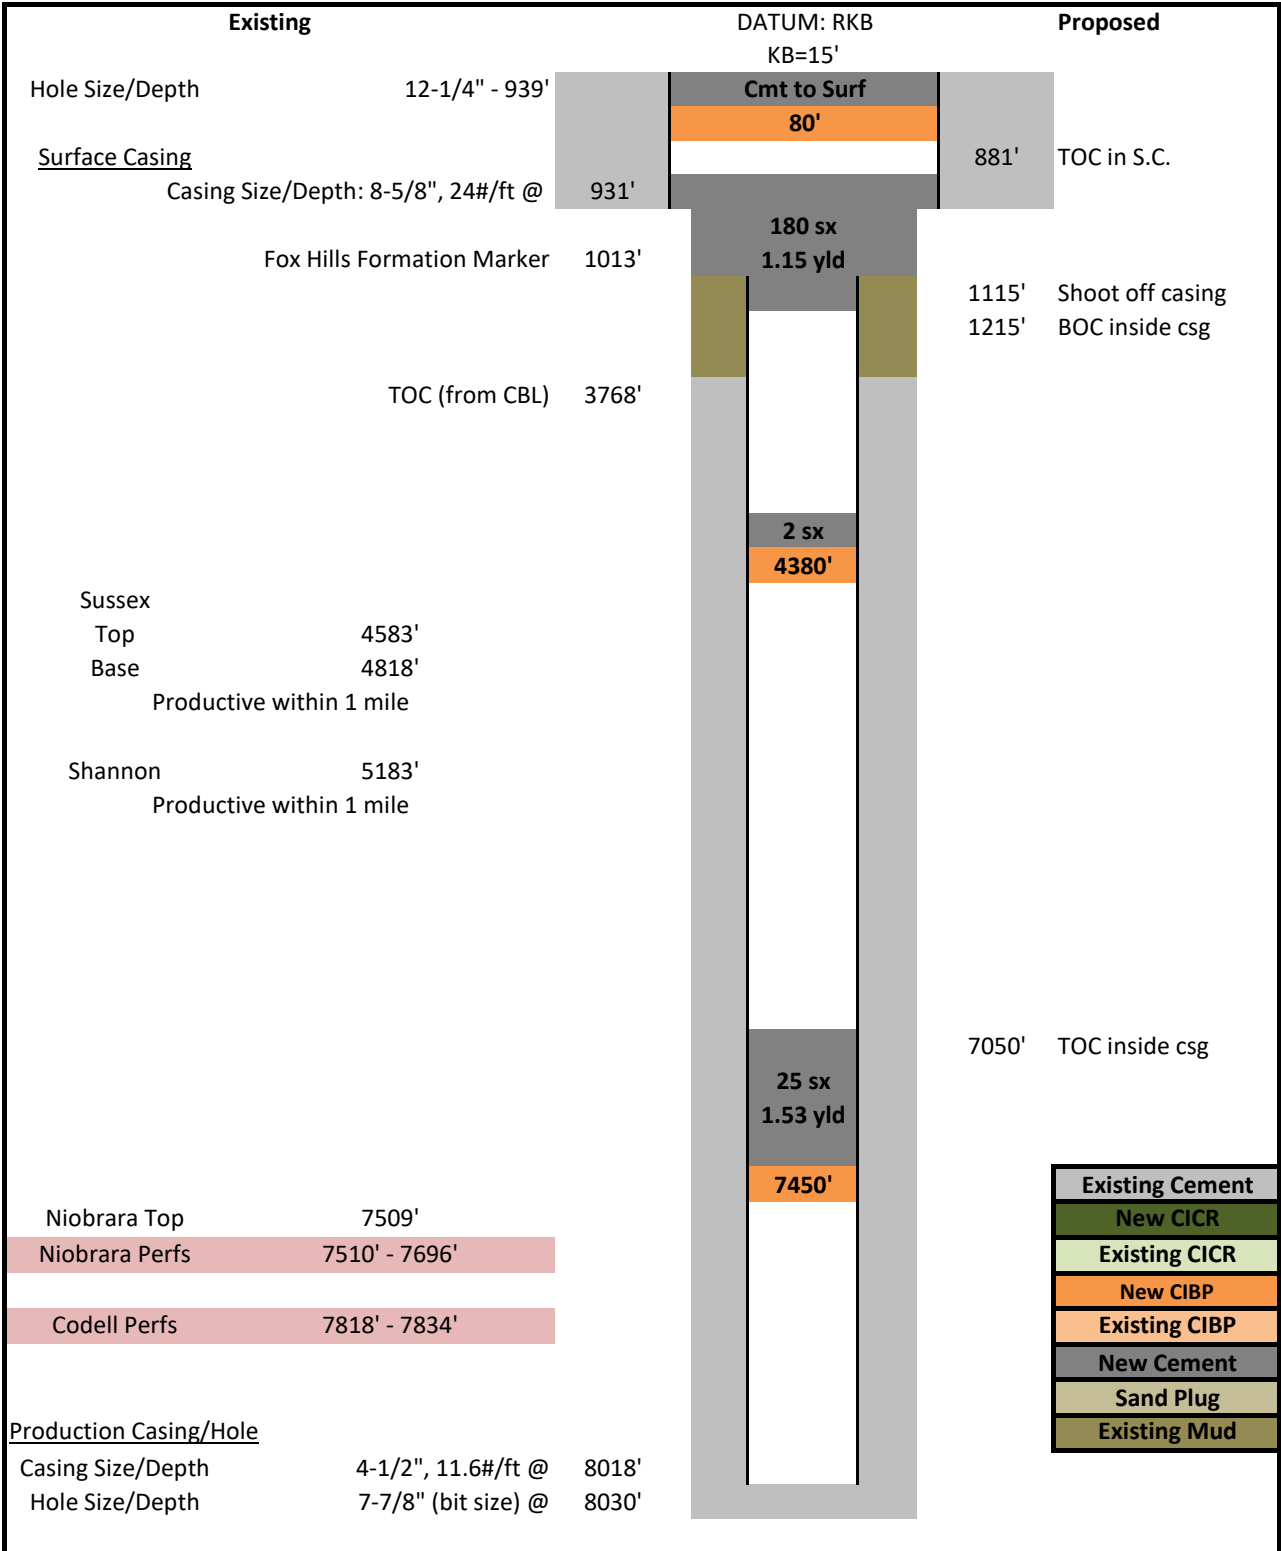 Existing DATUM: RKB Proposed
KB=15'
Hole Size/Depth 12-1/4" - 939' Cmt to Surf
80'
Surface Casing 881' TOC in S.C.
Casing Size/Depth: 8-5/8", 24#/ft @ 931'
180 sx
Fox Hills Formation Marker 1013' 1.15 yld
1115' Shoot off casing
1215' BOC inside csg
TOC (from CBL) 3768'
2 sx
4380'
Sussex
Top 4583'
Base 4818'
Productive within 1 mile
Shannon 5183'
Productive within 1 mile
7050' TOC inside csg
25 sx
1.53 yld
7450' Existing Cement
Niobrara Top 7509' New CICR
Niobrara Perfs 7510' - 7696' Existing CICR
New CIBP
Codell Perfs 7818' - 7834' Existing CIBP
New Cement
Sand Plug
Production Casing/Hole Existing Mud
Casing Size/Depth 4-1/2", 11.6#/ft @ 8018'
Hole Size/Depth 7-7/8" (bit size) @ 8030'